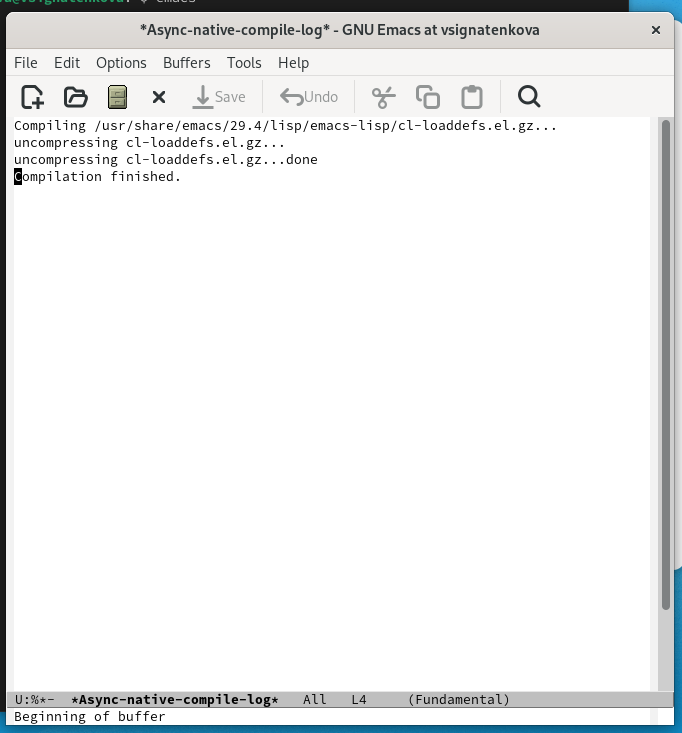 *Async-native-compile-log* - GNU Emacs at vsignatenkova
File Edit Options Buffers Tools Help
Save Undo
Compiling /usr/share/emacs/29.4/lisp/emacs-lisp/cl-loaddefs.el.gz...
uncompressing cl-loaddefs.el.gz...
uncompressing cl-loaddefs.el.gz...done
Compilation finished.
U:%*- *Async-native-compile-log* All L4 (Fundamental)
Beginning of buffer